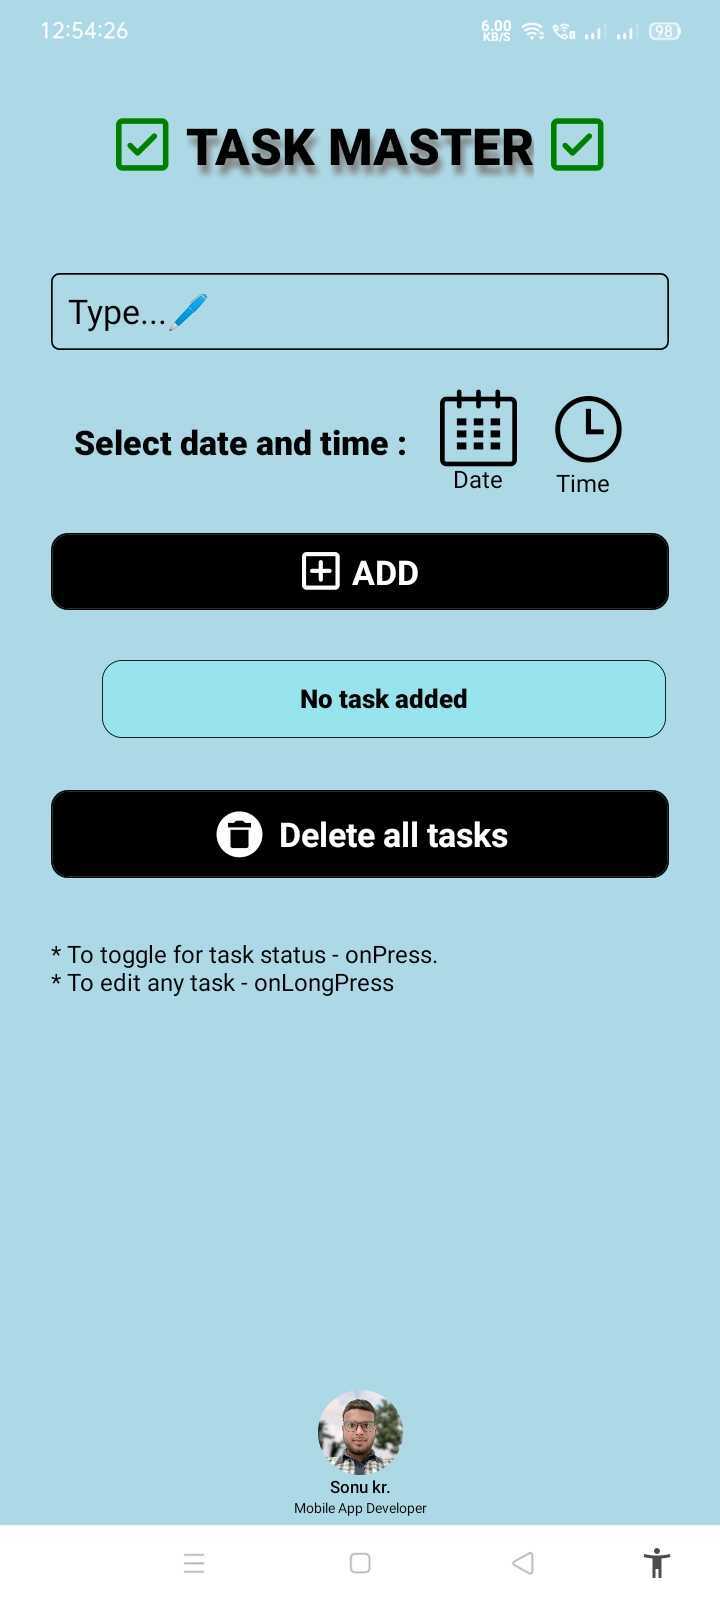 12:54:26 6.00 KB/S 98
TASK MASTER
Type...
Select date and time :
Date
Time
ADD
No task added
Delete all tasks
* To toggle for task status - onPress.
* To edit any task - onLongPress
Sonu kr.
Mobile App Developer